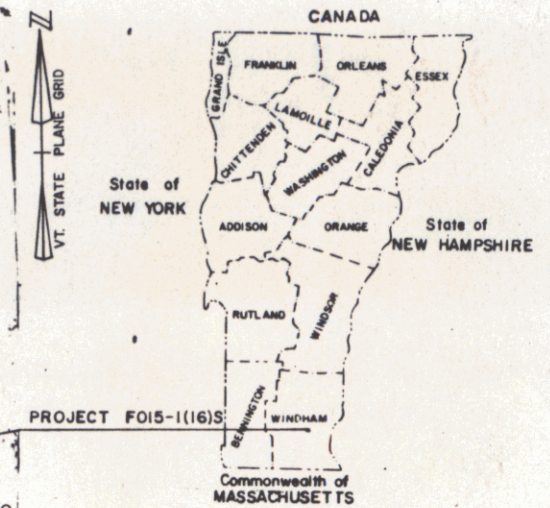 CANADA
N
VT. STATE PLANE GRID
GRAND ISLE
FRANKLIN
ORLEANS
ESSEX
LAMOILLE
CHITTENDEN
WASHINGTON
CALEDONIA
State of
NEW YORK
ADDISON
ORANGE
State of
NEW HAMPSHIRE
RUTLAND
WINDSOR
PROJECT F015-1(16)S
BENNINGTON
WINDHAM
Commonwealth of
MASSACHUSETTS